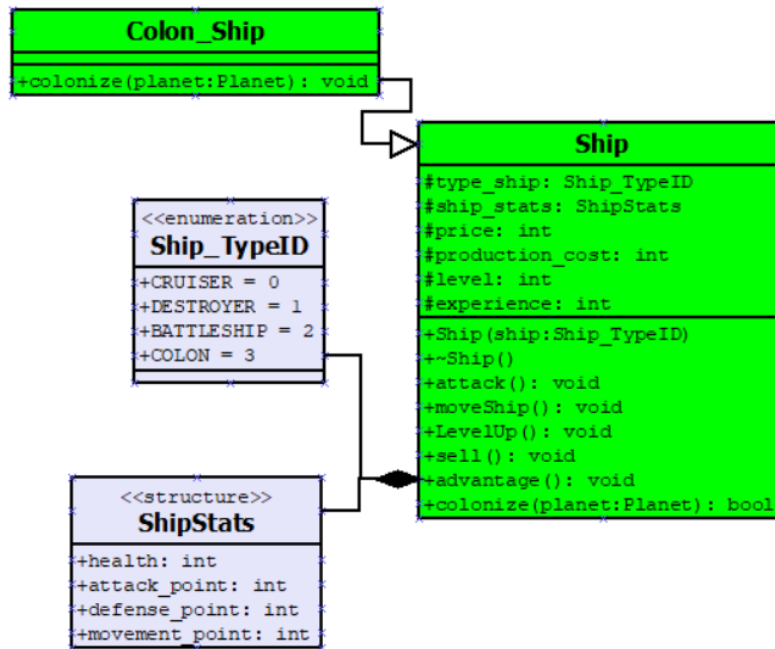 Colon_Ship
+colonize(planet:Planet): void
Ship
#type_ship: Ship_TypeID
#ship_stats: ShipStats
#price: int
#production_cost: int
#level: int
#experience: int
+Ship(ship:Ship_TypeID)
+~Ship()
+attack(): void
+moveShip(): void
+LevelUp(): void
+sell(): void
+advantage(): void
+colonize(planet:Planet): bool
<<enumeration>>
Ship_TypeID
+CRUISER = 0
+DESTROYER = 1
+BATTLESHIP = 2
+COLON = 3
<<structure>>
ShipStats
+health: int
+attack_point: int
+defense_point: int
+movement_point: int